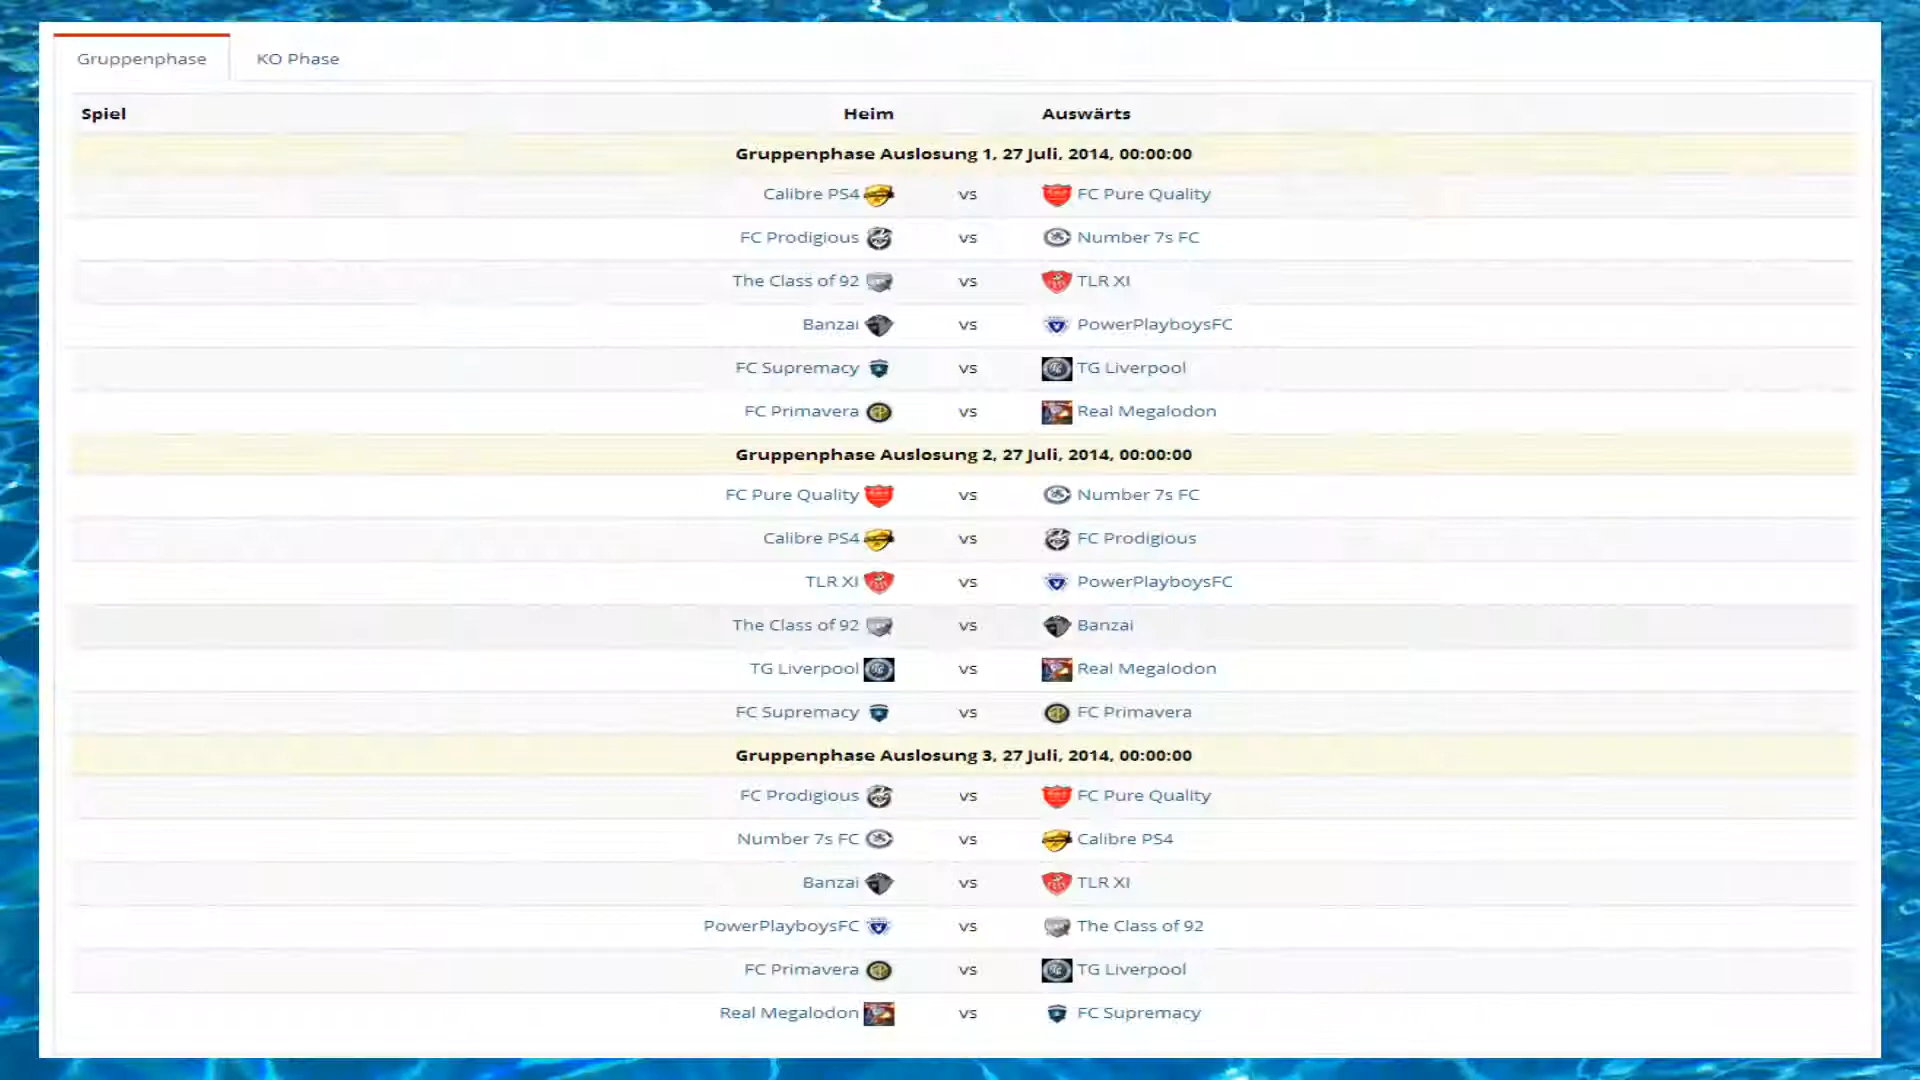 Gruppenphase KO Phase
Spiel Heim Auswärts
Gruppenphase Auslosung 1, 27 Juli, 2014, 00:00:00
Calibre PS4 vs FC Pure Quality
FC Prodigious vs Number 7s FC
The Class of 92 vs TLR XI
Banzai vs PowerPlayboysFC
FC Supremacy vs TG Liverpool
FC Primavera vs Real Megalodon
Gruppenphase Auslosung 2, 27 Juli, 2014, 00:00:00
FC Pure Quality vs Number 7s FC
Calibre PS4 vs FC Prodigious
TLR XI vs PowerPlayboysFC
The Class of 92 vs Banzai
TG Liverpool vs Real Megalodon
FC Supremacy vs FC Primavera
Gruppenphase Auslosung 3, 27 Juli, 2014, 00:00:00
FC Prodigious vs FC Pure Quality
Number 7s FC vs Calibre PS4
Banzai vs TLR XI
PowerPlayboysFC vs The Class of 92
FC Primavera vs TG Liverpool
Real Megalodon vs FC Supremacy